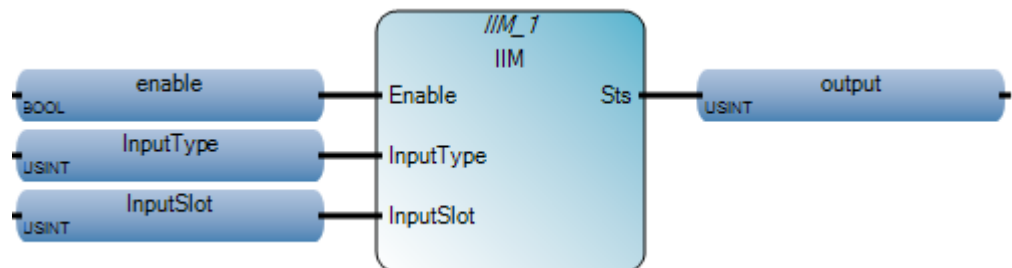 IIM_1
IIM
enable
BOOL
Enable
Sts
output
USINT
InputType
USINT
InputType
InputSlot
USINT
InputSlot